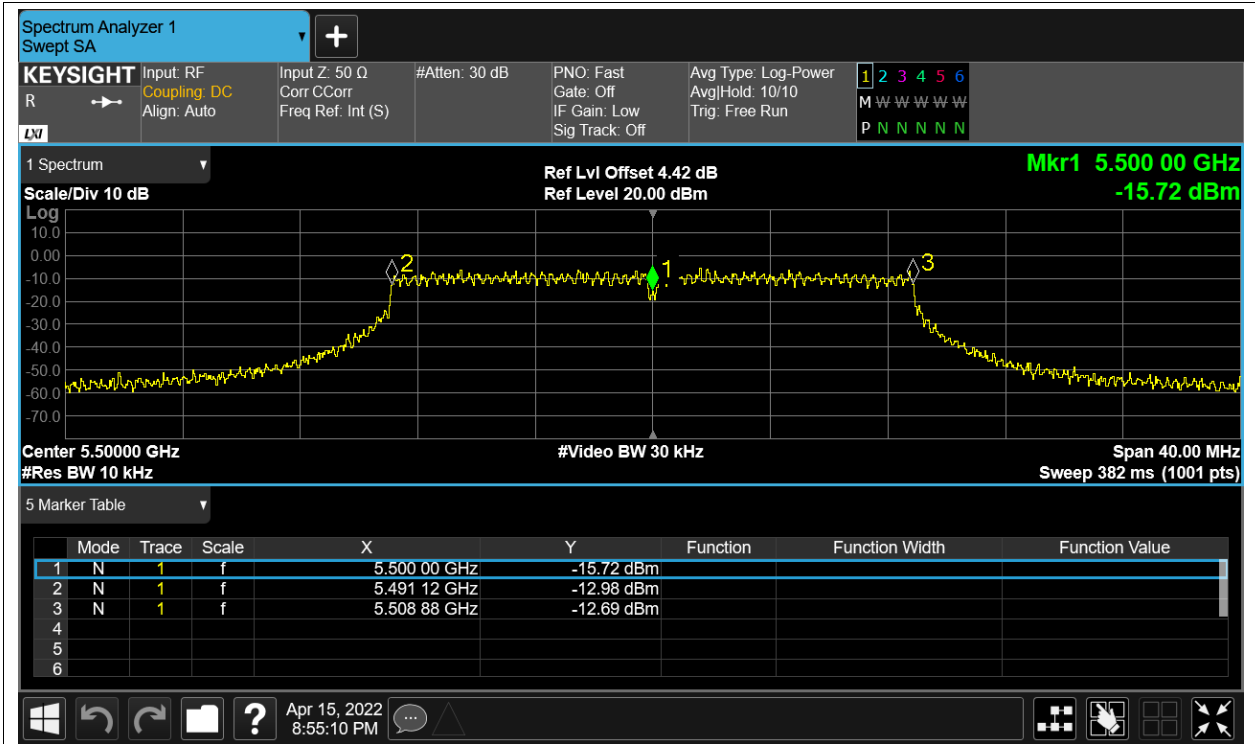 Spectrum Analyzer 1
Swept SA
KEYSIGHT
R
LXI
Input: RF
Coupling: DC
Align: Auto
Input Z: 50 Ω
Corr CCorr
Freq Ref: Int (S)
#Atten: 30 dB
PNO: Fast
Gate: Off
IF Gain: Low
Sig Track: Off
Avg Type: Log-Power
Avg|Hold: 10/10
Trig: Free Run
1 2 3 4 5 6
M W W W W W
P N N N N N
1 Spectrum
Scale/Div 10 dB
Ref Lvl Offset 4.42 dB
Ref Level 20.00 dBm
Mkr1 5.500 00 GHz
-15.72 dBm
Log
10.0
0.00
-10.0
-20.0
-30.0
-40.0
-50.0
-60.0
-70.0
2
1
3
Center 5.50000 GHz
#Video BW 30 kHz
Span 40.00 MHz
#Res BW 10 kHz
Sweep 382 ms (1001 pts)
5 Marker Table
Mode Trace Scale X Y Function Function Width Function Value
1 N 1 f 5.500 00 GHz -15.72 dBm
2 N 1 f 5.491 12 GHz -12.98 dBm
3 N 1 f 5.508 88 GHz -12.69 dBm
4
5
6
?
Apr 15, 2022
8:55:10 PM